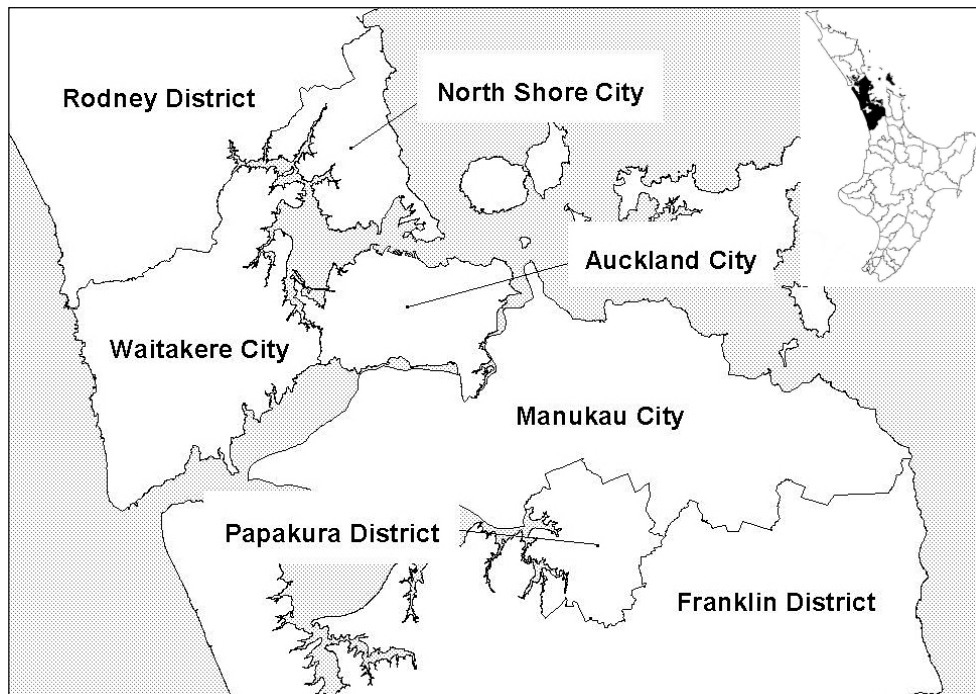 Rodney District
North Shore City
Auckland City
Waitakere City
Manukau City
Papakura District
Franklin District